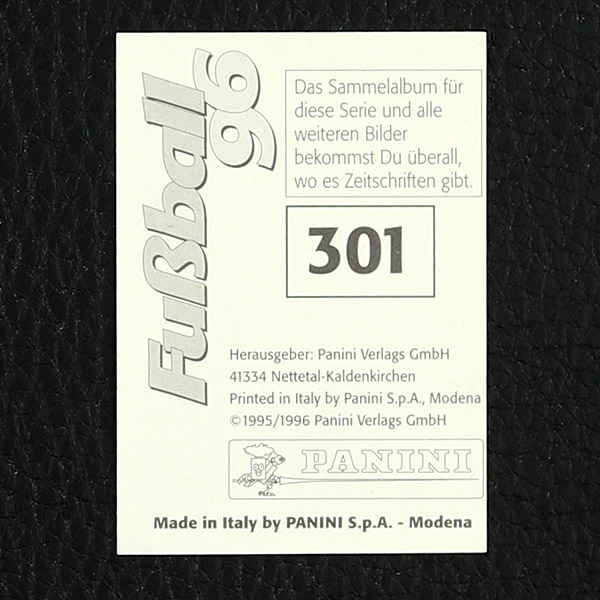 Fußball
96
Das Sammelalbum für
diese Serie und alle
weiteren Bilder
bekommst Du überall,
wo es Zeitschriften gibt.
301
Herausgeber: Panini Verlags GmbH
41334 Nettetal-Kaldenkirchen
Printed in Italy by Panini S.p.A., Modena
©1995/1996 Panini Verlags GmbH
PANINI
Made in Italy by PANINI S.p.A. - Modena